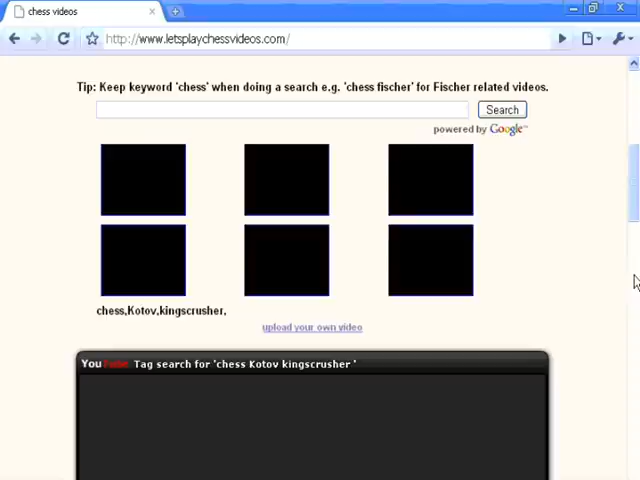 chess videos
http://www.letsplaychessvideos.com/
Tip: Keep keyword 'chess' when doing a search e.g. 'chess fischer' for Fischer related videos.
Search
powered by Google™
chess,Kotov,kingscrusher,
upload your own video
YouTube Tag search for 'chess Kotov kingscrusher '